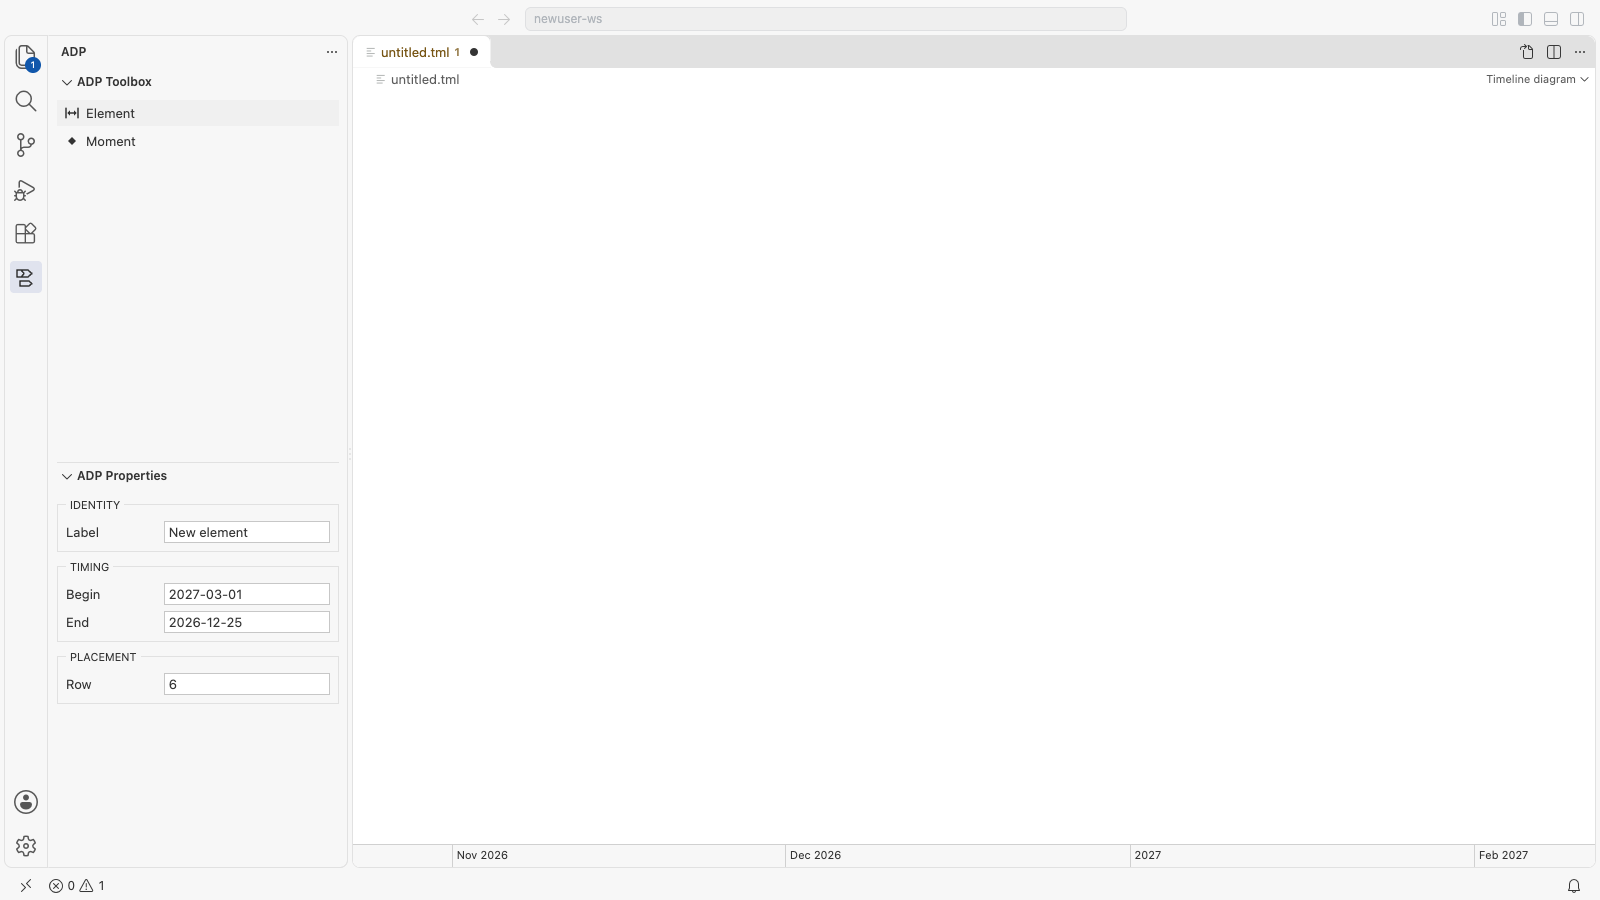 newuser-ws
1
ADP
ADP Toolbox
Element
Moment
ADP Properties
IDENTITY
Label
New element
TIMING
Begin
2027-03-01
End
2026-12-25
PLACEMENT
Row
6
untitled.tml 1
untitled.tml
Timeline diagram
Nov 2026
Dec 2026
2027
Feb 2027
0
1